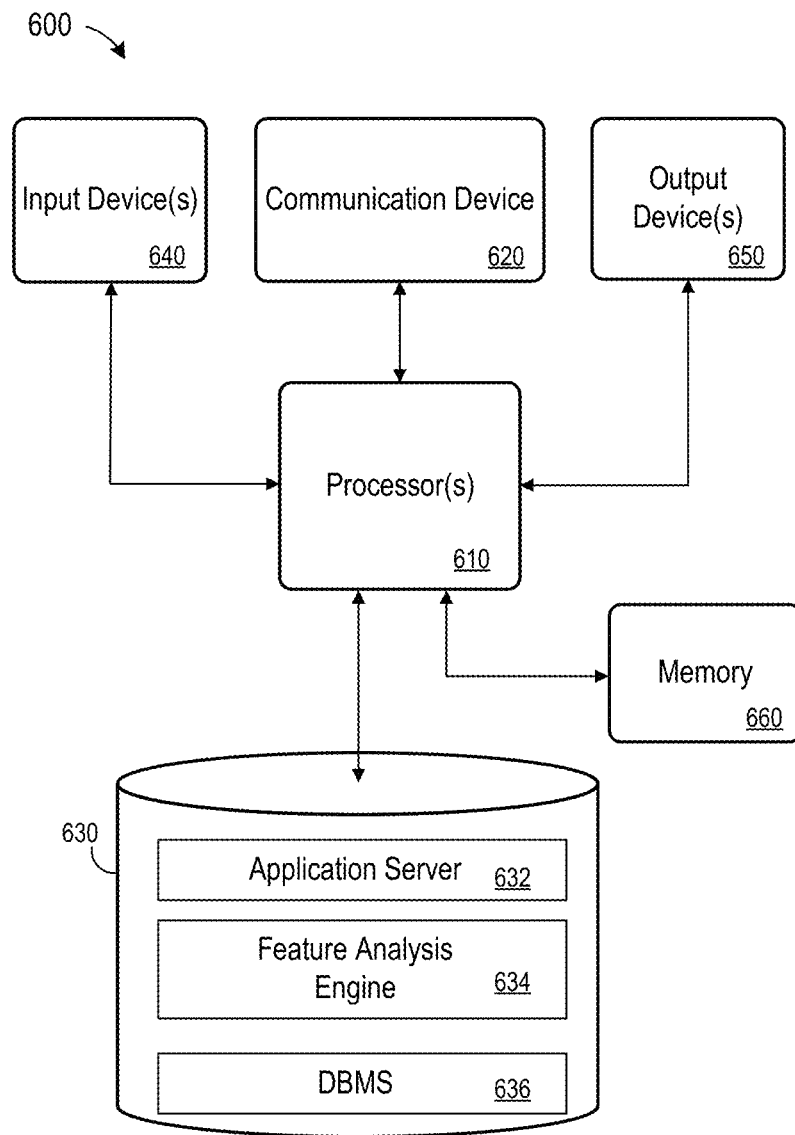 600
Input Device(s)
640
Communication Device
620
Output
Device(s)
650
Processor(s)
610
Memory
660
630
Application Server 632
Feature Analysis
Engine
634
DBMS 636